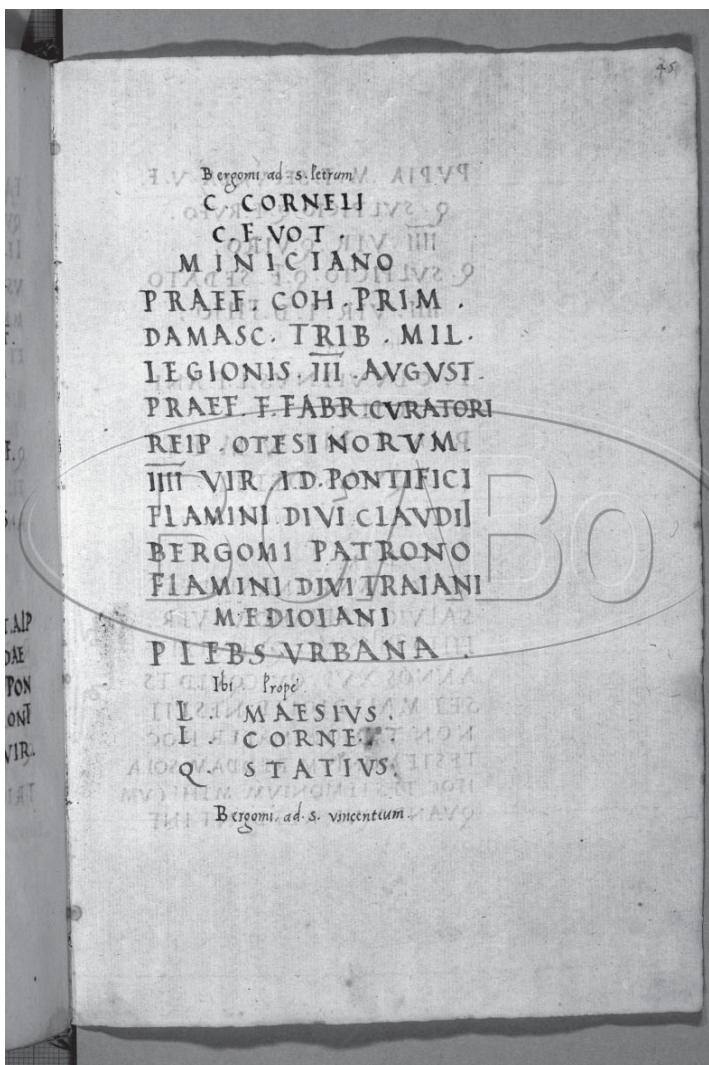 45
Bergomi ad s. Petrum
C. CORNELI
C. F. VOT.
MINICIANO
PRAEF. COH. PRIM.
DAMASC. TRIB. MIL.
LEGIONIS. III. AVGVST.
PRAEF. F. FABR CVRATORI
REIP. OTESINORVM.
IIII VIR I.D. PONTIFICI
FLAMINI DIVI CLAVDII
BERGOMI PATRONO
FLAMINI DIVI TRAIANI
MEDIOLANI
PLEBS VRBANA.
Ibi Prope
L. MAESIVS.
L. CORNE
Q. STATIVS.
Bergomi. ad. s. vincentium.
BCABo